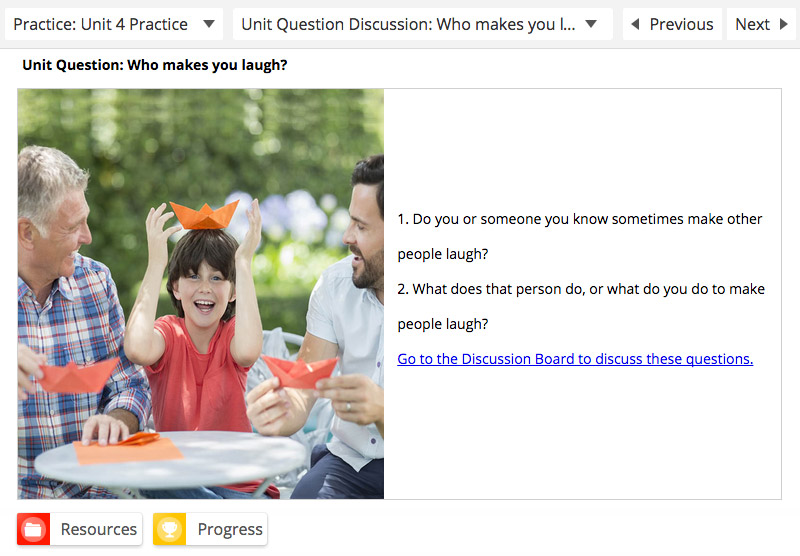 Practice: Unit 4 Practice
Unit Question Discussion: Who makes you l...
Previous
Next
Unit Question: Who makes you laugh?
1. Do you or someone you know sometimes make other
people laugh?
2. What does that person do, or what do you do to make
people laugh?
Go to the Discussion Board to discuss these questions.
Resources
Progress